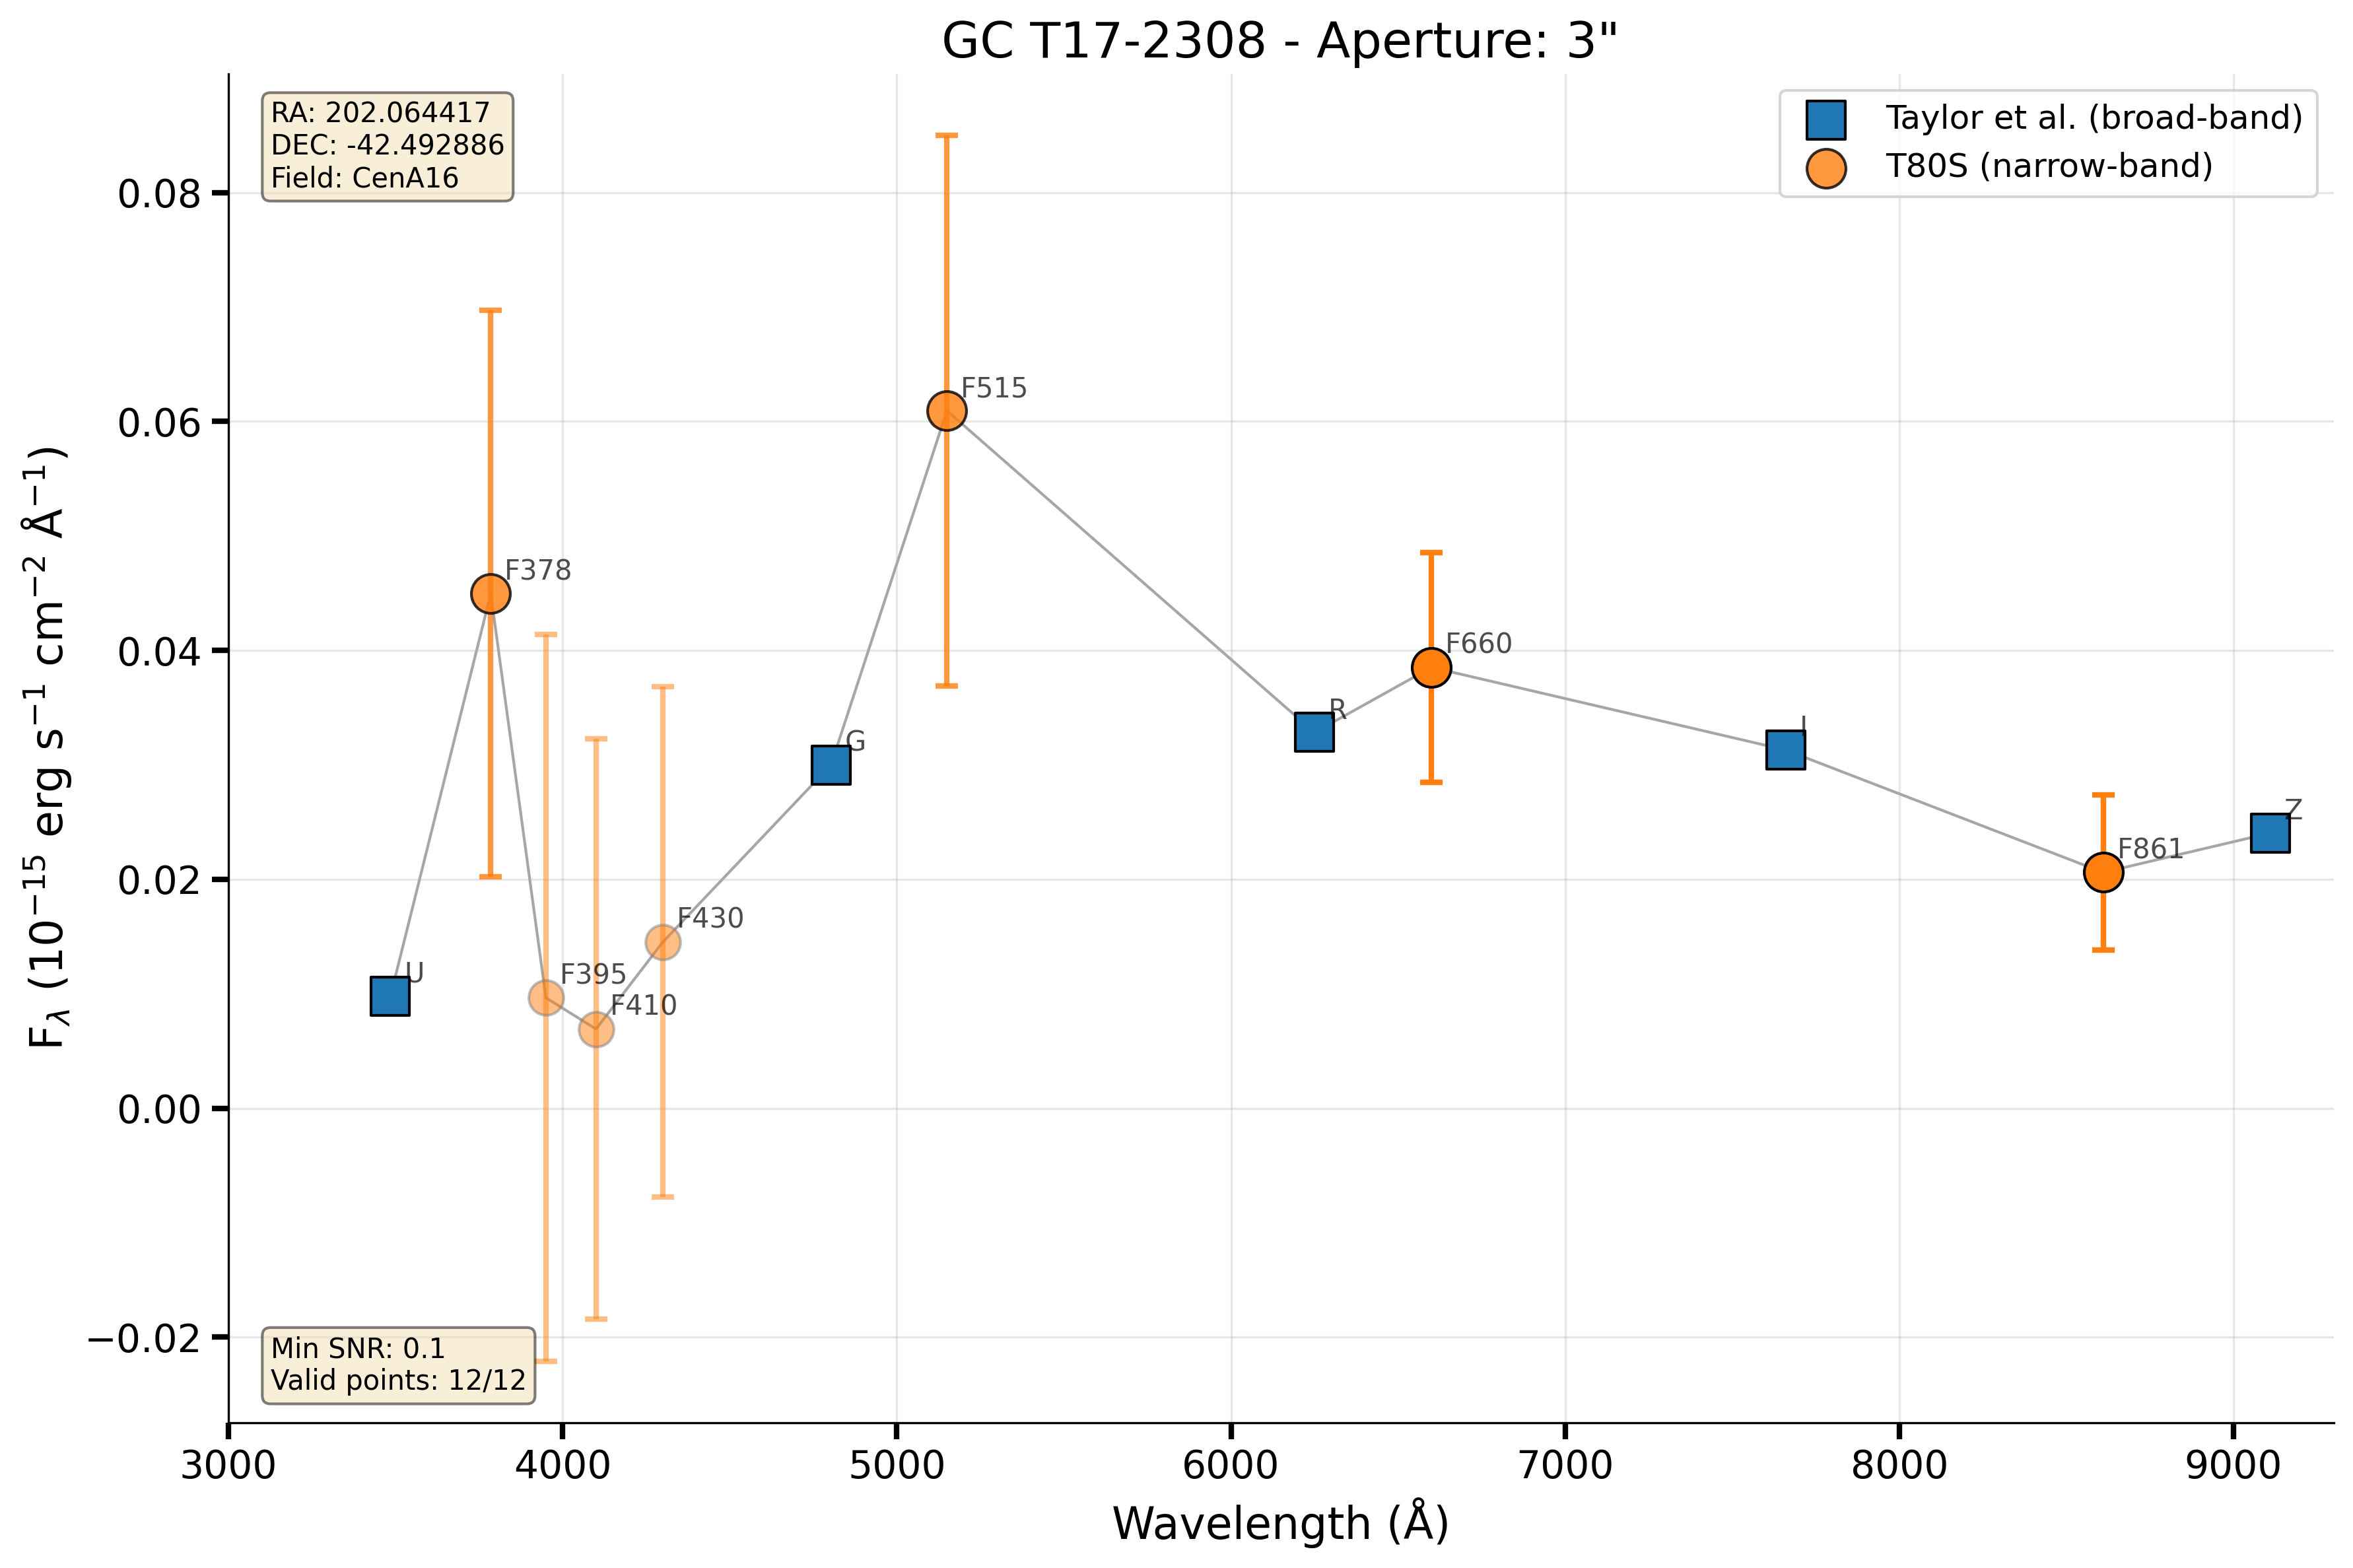 GC T17-2308 - Aperture: 3"
RA: 202.064417
DEC: -42.492886
Field: CenA16
Taylor et al. (broad-band)
T80S (narrow-band)
F515
F378
F660
R
I
G
Z
F861
F430
U
F395
F410
Min SNR: 0.1
Valid points: 12/12
0.08
0.06
0.04
0.02
0.00
−0.02
F_λ (10⁻¹⁵ erg s⁻¹ cm⁻² Å⁻¹)
3000 4000 5000 6000 7000 8000 9000
Wavelength (Å)